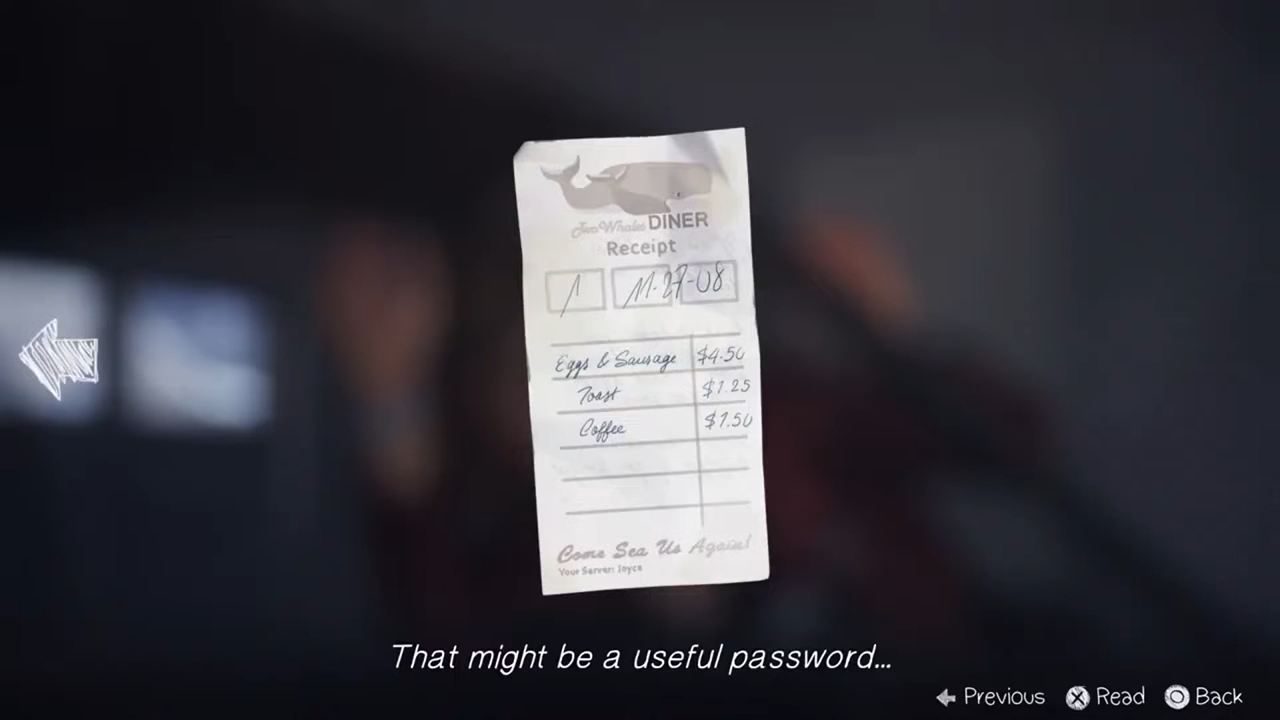 Two Whales DINER
Receipt
1 11-27-08
Eggs & Sausage $4.50
Toast $1.25
Coffee $1.50
Come Sea Us Again!
Your Server: Joyce
That might be a useful password...
Previous Read Back